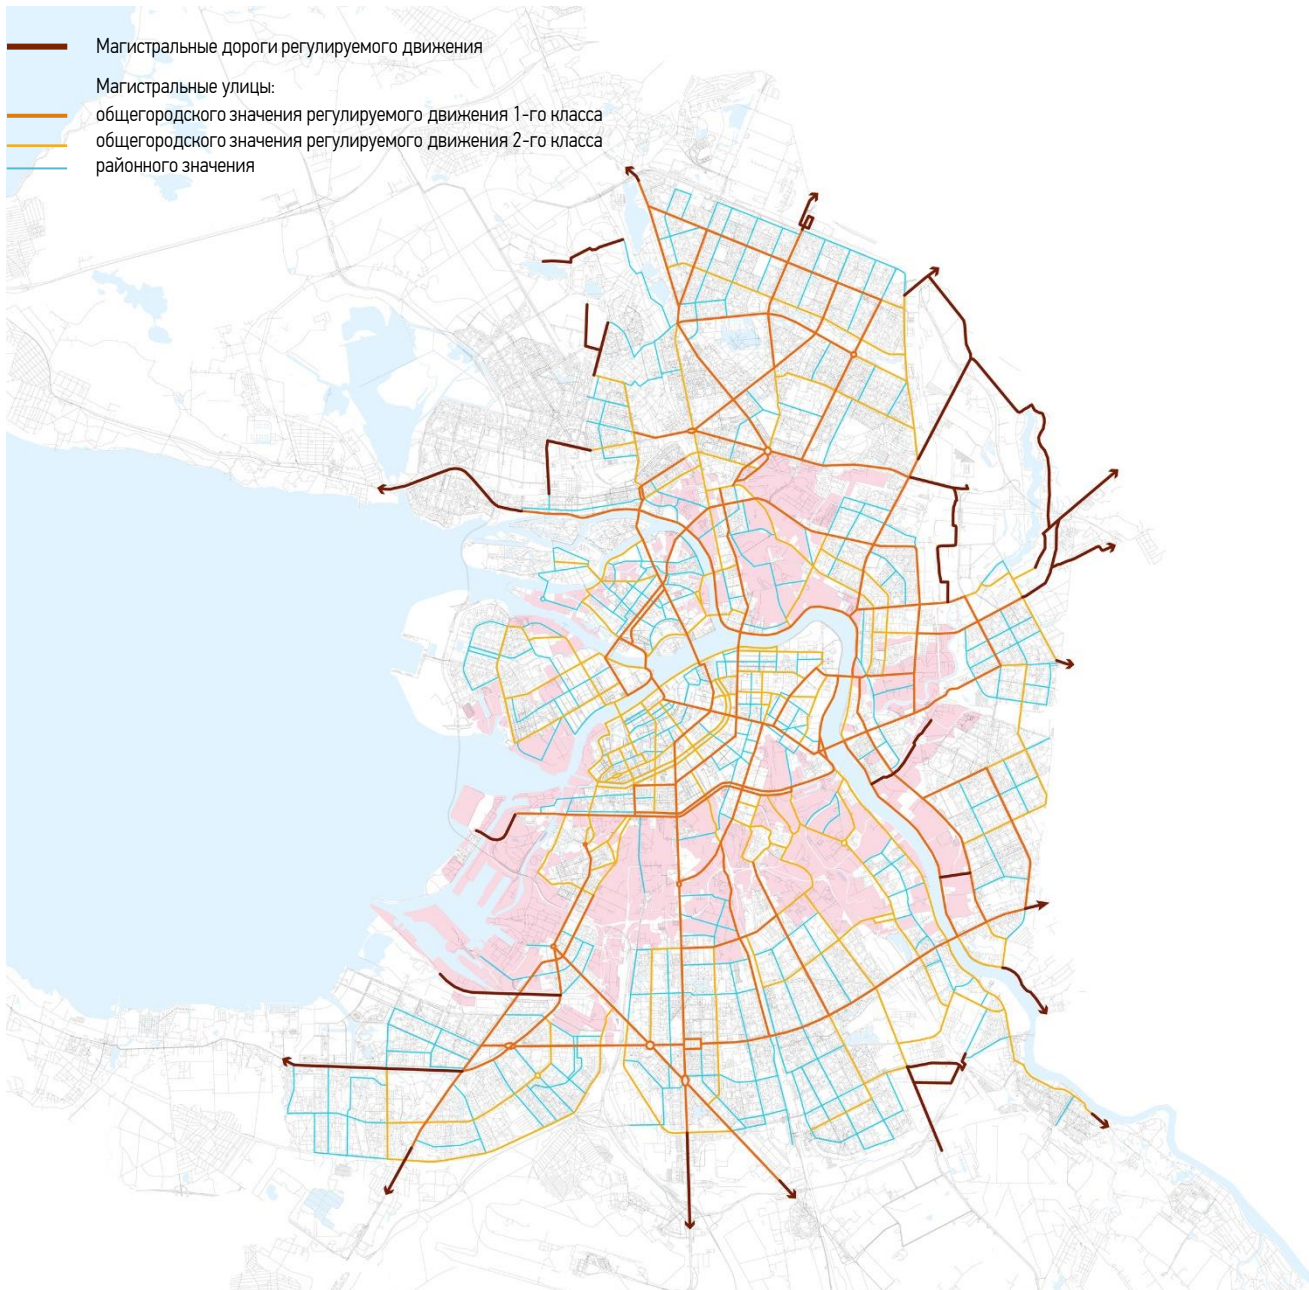 Магистральные дороги регулируемого движения
Магистральные улицы:
общегородского значения регулируемого движения 1-го класса
общегородского значения регулируемого движения 2-го класса
районного значения